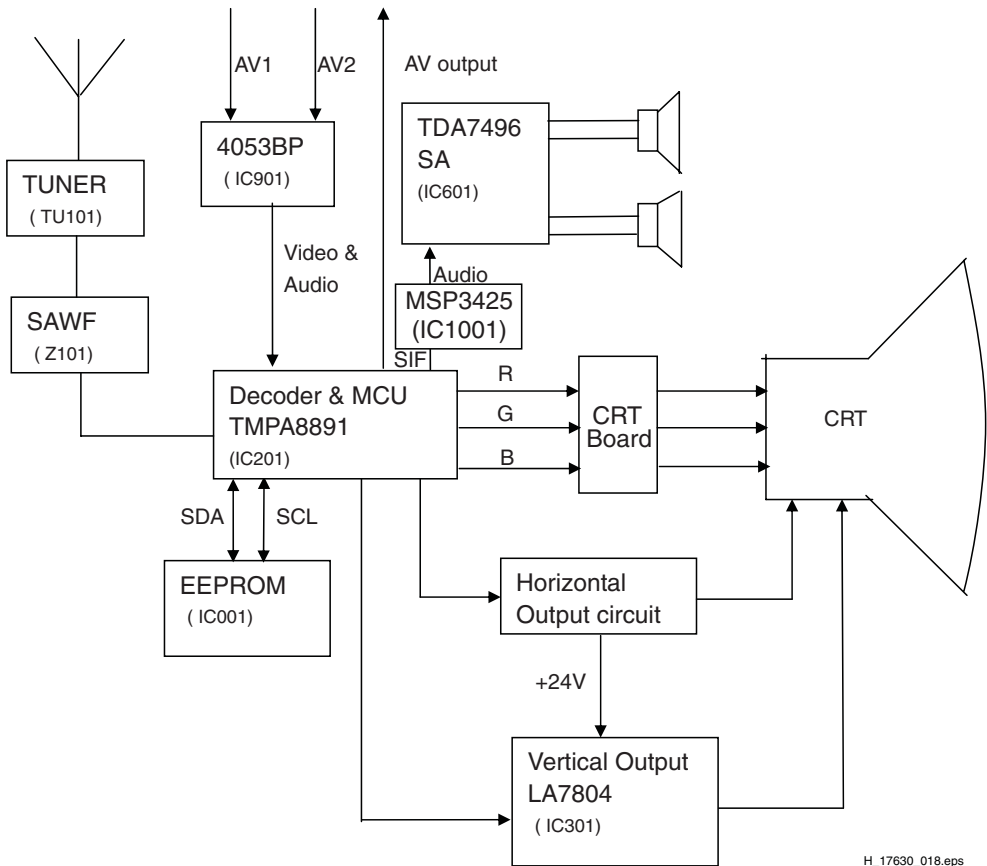 AV1
AV2
AV output
4053BP
( IC901)
TDA7496
SA
(IC601)
TUNER
( TU101)
Video &
Audio
Audio
MSP3425
(IC1001)
SAWF
( Z101)
SIF
Decoder & MCU
TMPA8891
(IC201)
R
G
B
CRT
Board
CRT
SDA
SCL
EEPROM
( IC001)
Horizontal
Output circuit
+24V
Vertical Output
LA7804
( IC301)
H_17630_018.eps